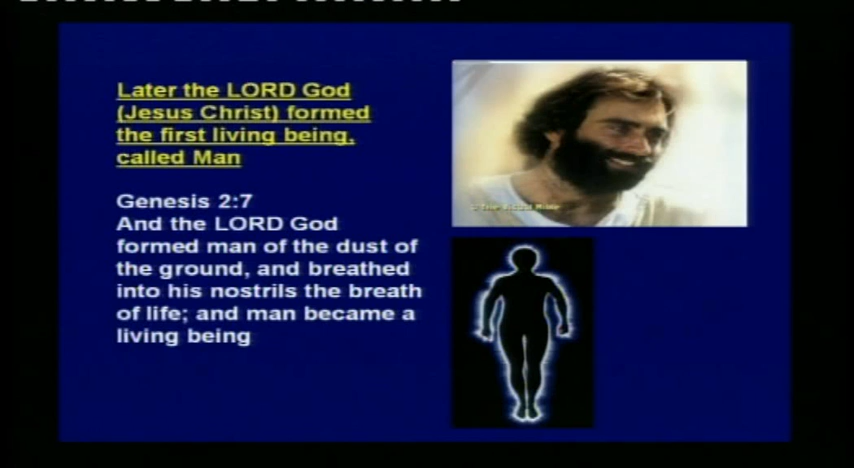 Later the LORD God
(Jesus Christ) formed
the first living being,
called Man
Genesis 2:7
And the LORD God
formed man of the dust of
the ground, and breathed
into his nostrils the breath
of life; and man became a
living being